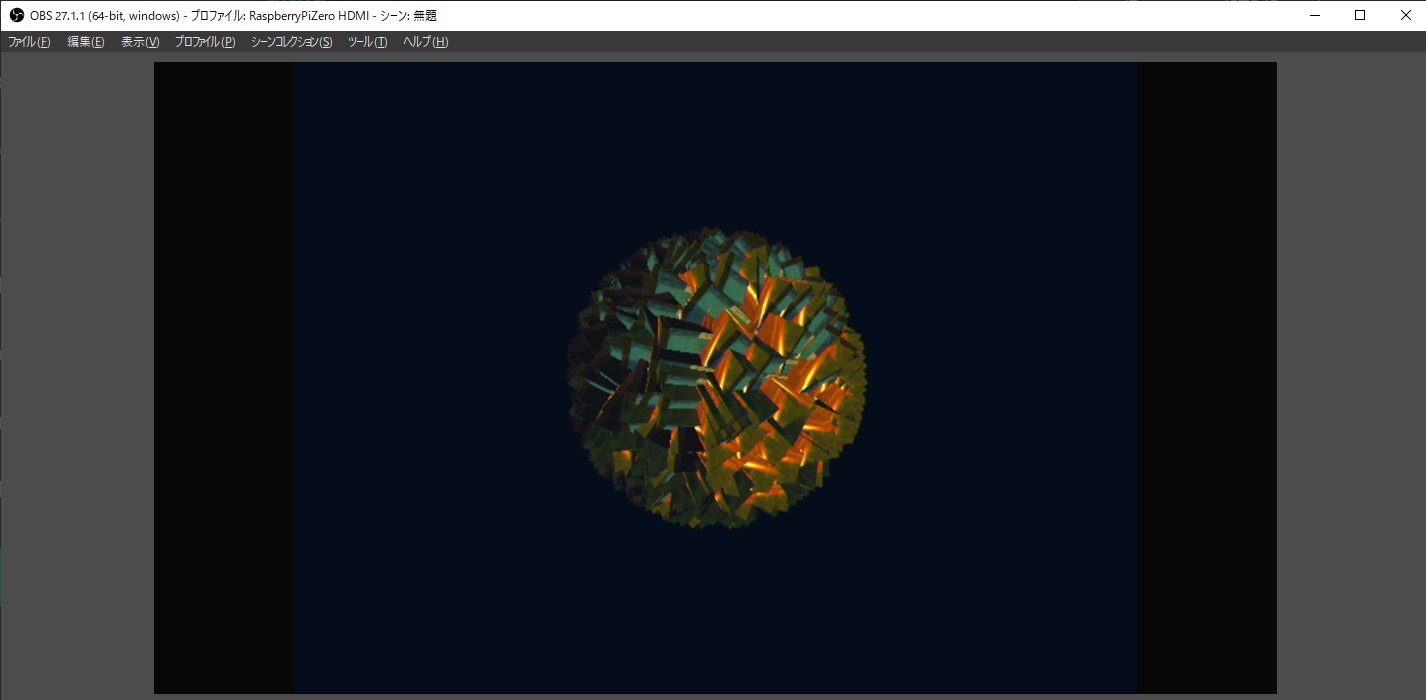 OBS 27.1.1 (64-bit, windows) - プロファイル: RaspberryPiZero HDMI - シーン: 無題
ファイル(F) 編集(E) 表示(V) プロファイル(P) シーンコレクション(S) ツール(T) ヘルプ(H)